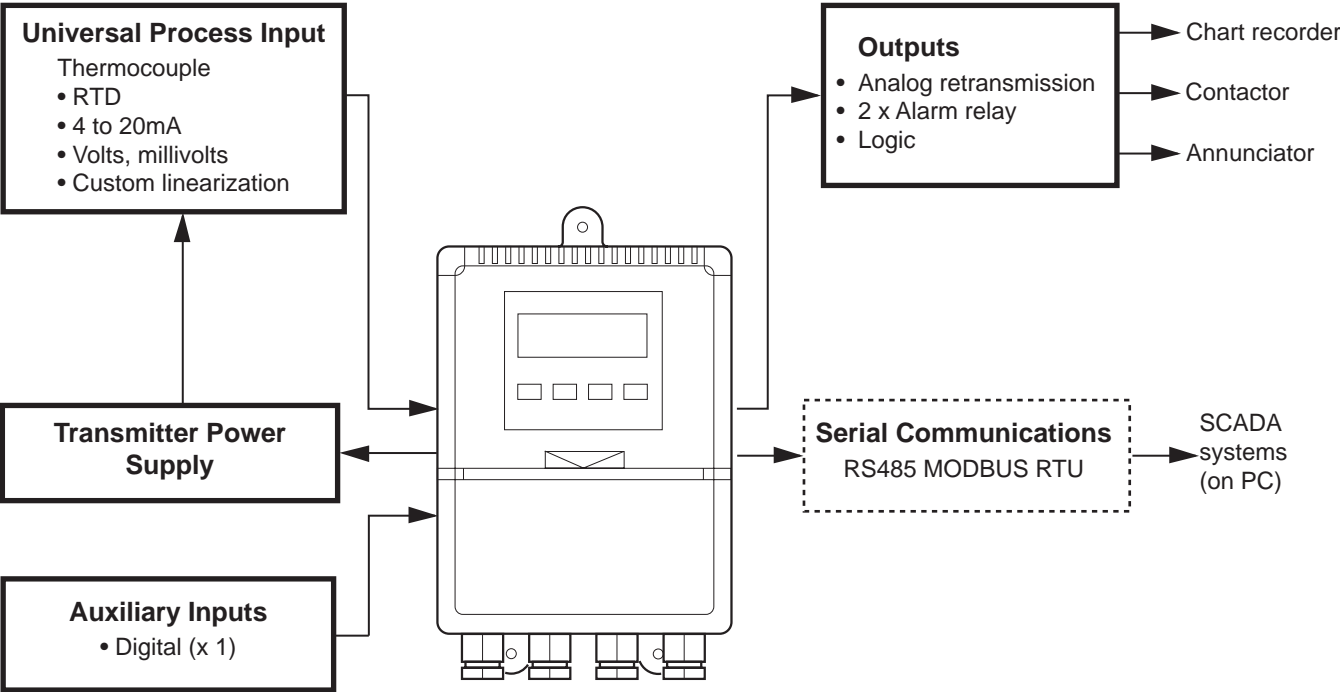 Universal Process Input
Thermocouple
• RTD
• 4 to 20mA
• Volts, millivolts
• Custom linearization
Outputs
• Analog retransmission
• 2 x Alarm relay
• Logic
Chart recorder
Contactor
Annunciator
Transmitter Power
Supply
Serial Communications
RS485 MODBUS RTU
SCADA
systems
(on PC)
Auxiliary Inputs
• Digital (x 1)